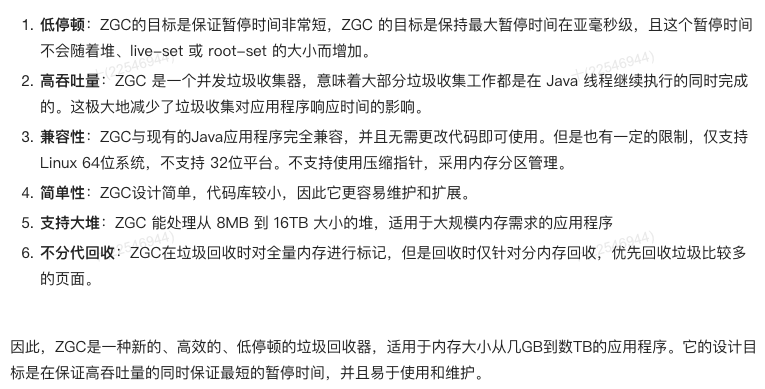 1. 低停顿：ZGC的目标是保证暂停时间非常短，ZGC 的目标是保持最大暂停时间在亚毫秒级，且这个暂停时间
不会随着堆、live-set 或 root-set 的大小而增加。
2. 高吞吐量：ZGC 是一个并发垃圾收集器，意味着大部分垃圾收集工作都是在 Java 线程继续执行的同时完成
的。这极大地减少了垃圾收集对应用程序响应时间的影响。
3. 兼容性：ZGC与现有的Java应用程序完全兼容，并且无需更改代码即可使用。但是也有一定的限制，仅支持
Linux 64位系统，不支持 32位平台。不支持使用压缩指针，采用内存分区管理。
4. 简单性：ZGC设计简单，代码库较小，因此它更容易维护和扩展。
5. 支持大堆：ZGC 能处理从 8MB 到 16TB 大小的堆，适用于大规模内存需求的应用程序
6. 不分代回收：ZGC在垃圾回收时对全量内存进行标记，但是回收时仅针对分内存回收，优先回收垃圾比较多
的页面。
因此，ZGC是一种新的、高效的、低停顿的垃圾回收器，适用于内存大小从几GB到数TB的应用程序。它的设计目
标是在保证高吞吐量的同时保证最短的暂停时间，并且易于使用和维护。